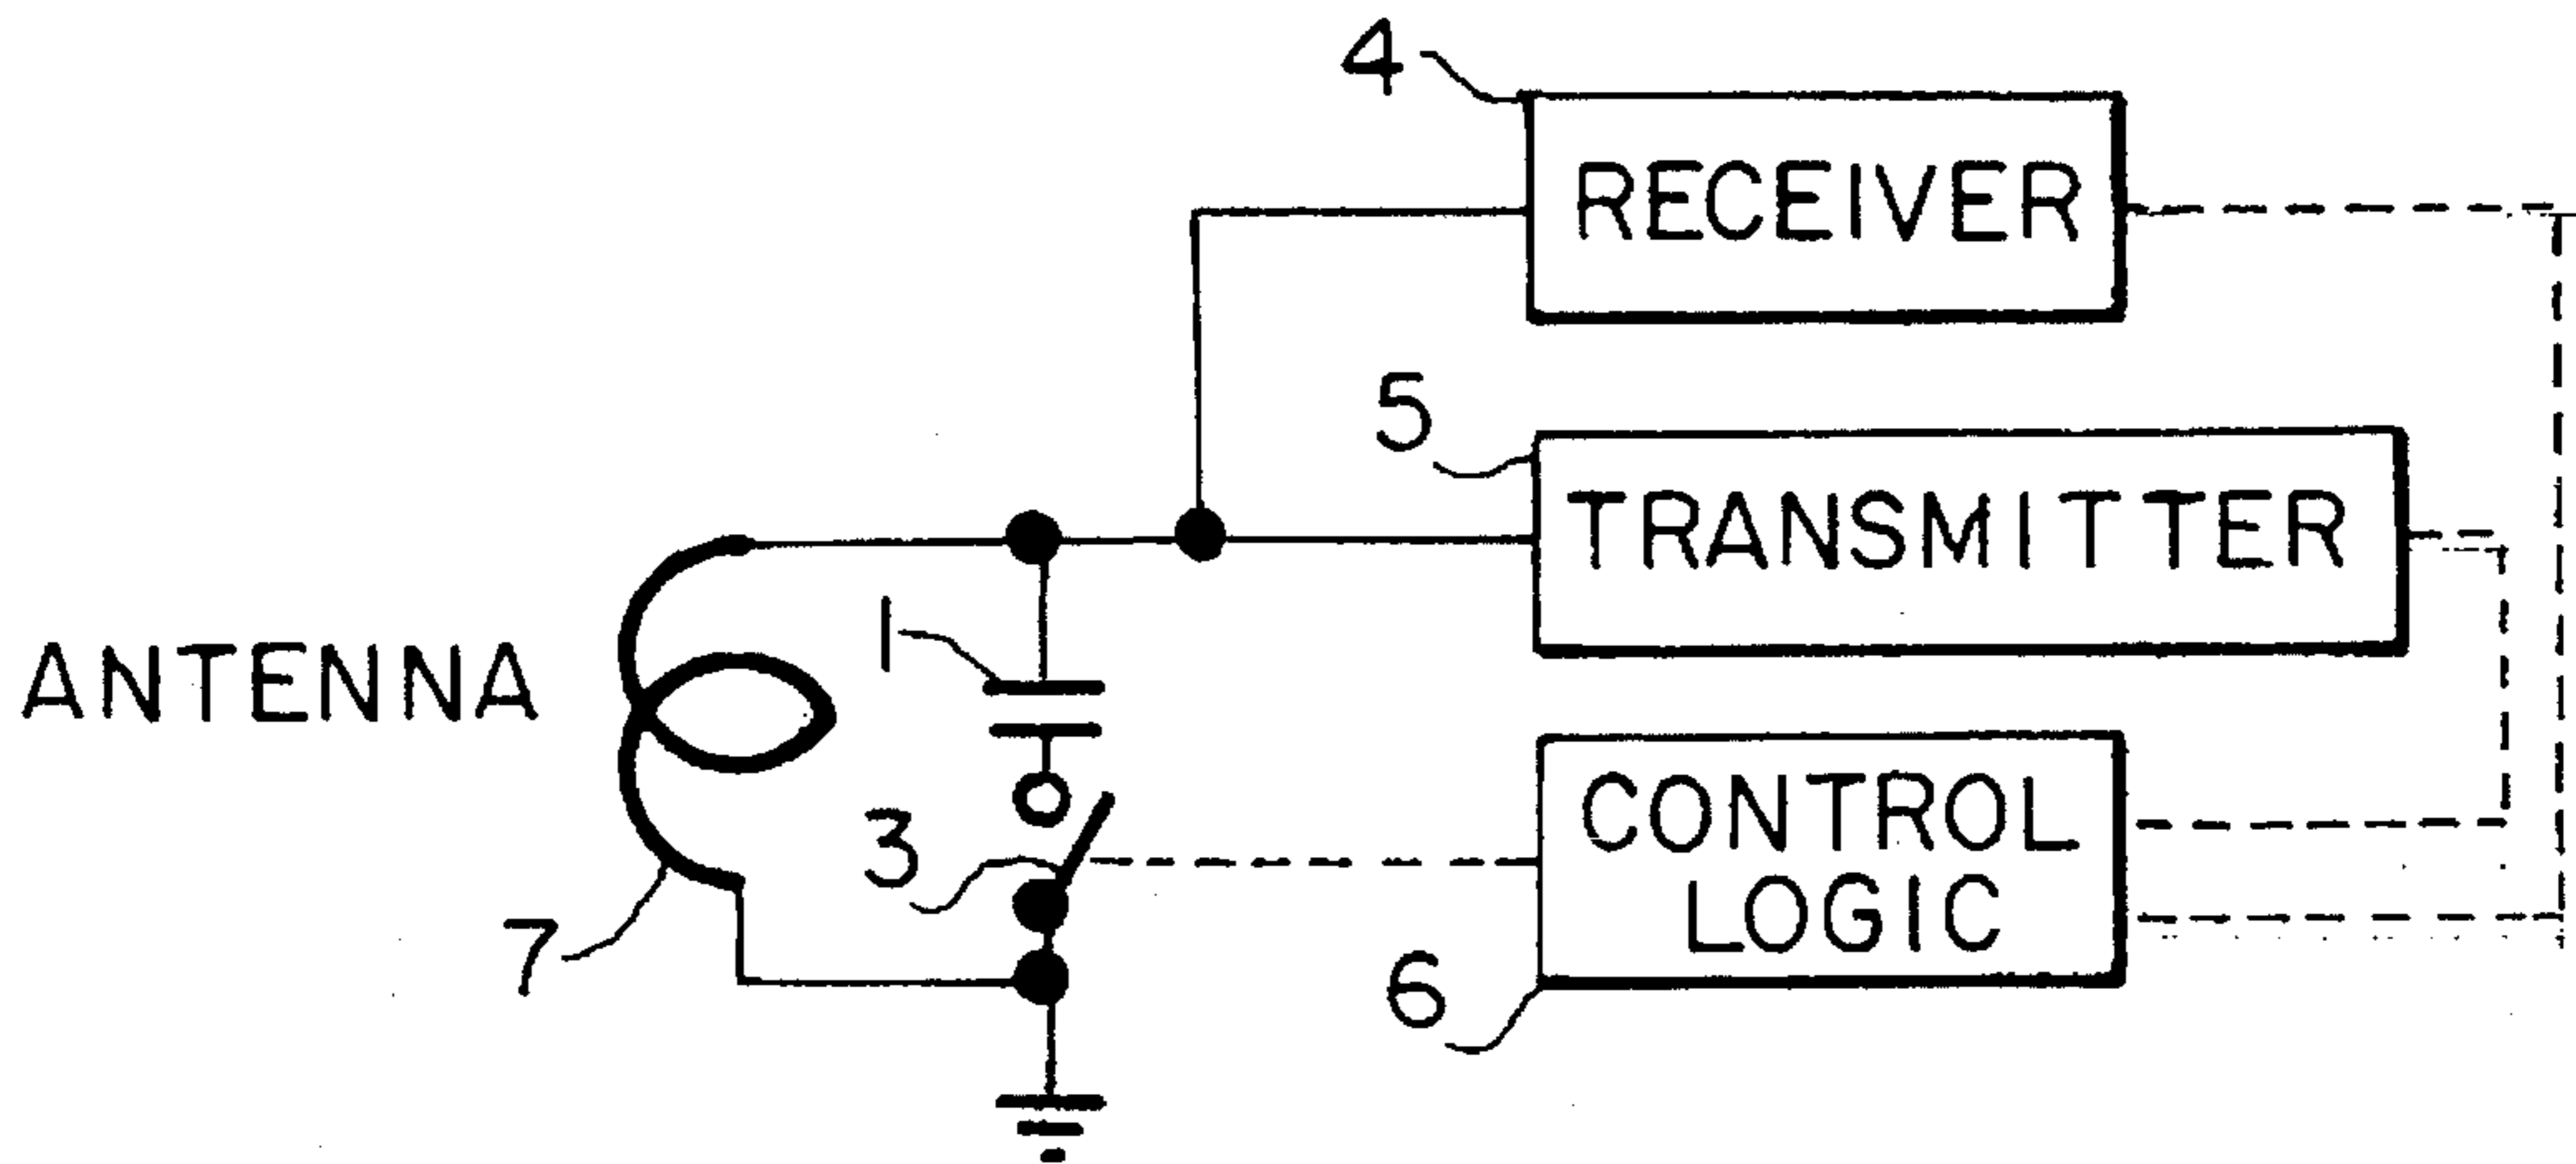 4
RECEIVER
5
TRANSMITTER
ANTENNA
1
3
CONTROL
LOGIC
7
6